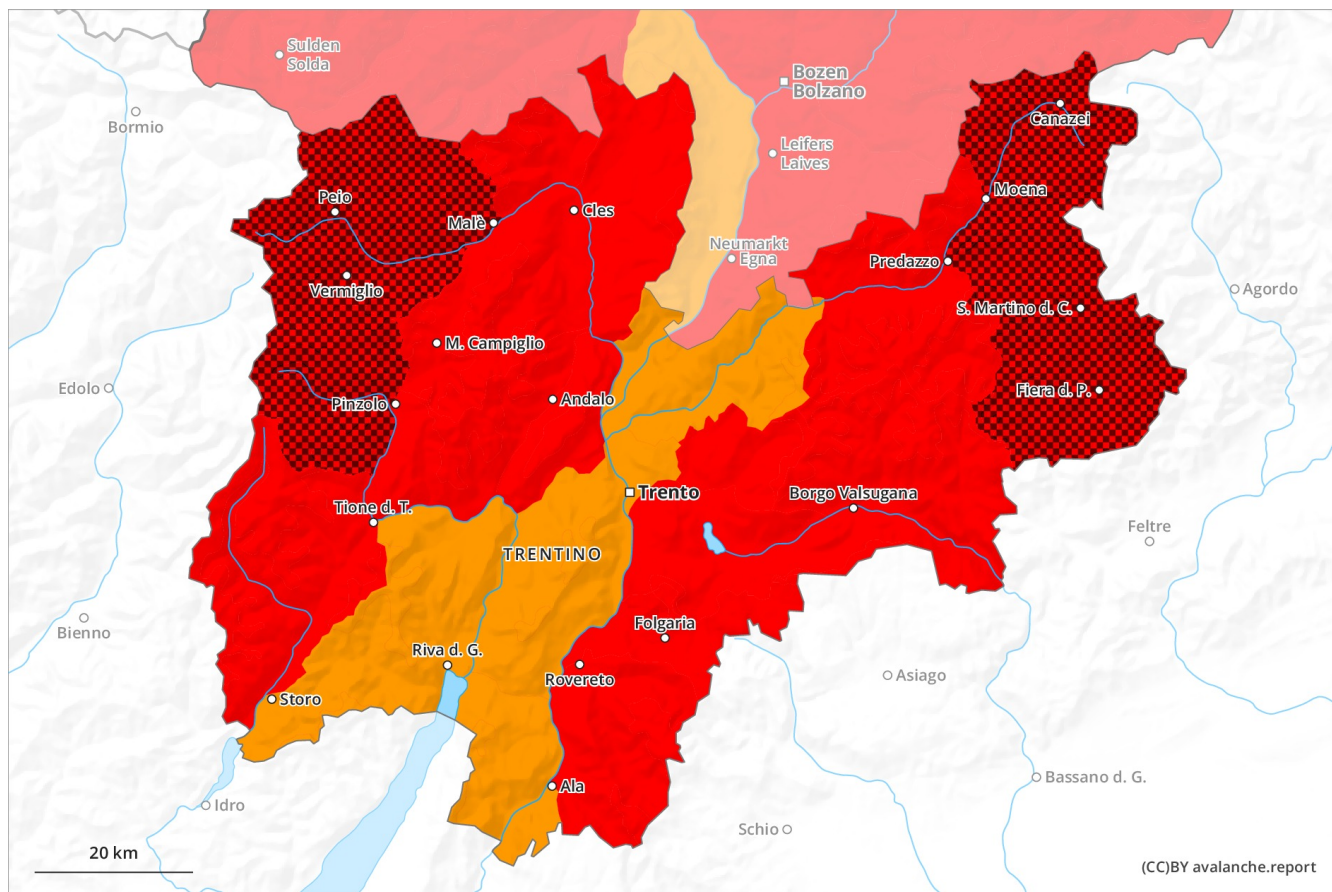 Sulden
Solda
Bozen
Bolzano
Bormio
Canazei
Leifers
Laives
Peio
Malè
Cles
Moena
Neumarkt
Egna
Predazzo
Vermiglio
Agordo
S. Martino d. C.
M. Campiglio
Edolo
Pinzolo
Andalo
Fiera d. P.
Trento
Borgo Valsugana
Tione d. T.
Feltre
TRENTINO
Bienno
Folgaria
Riva d. G.
Rovereto
Asiago
Storo
Ala
Bassano d. G.
Idro
Schio
20 km
(CC)BY avalanche.report